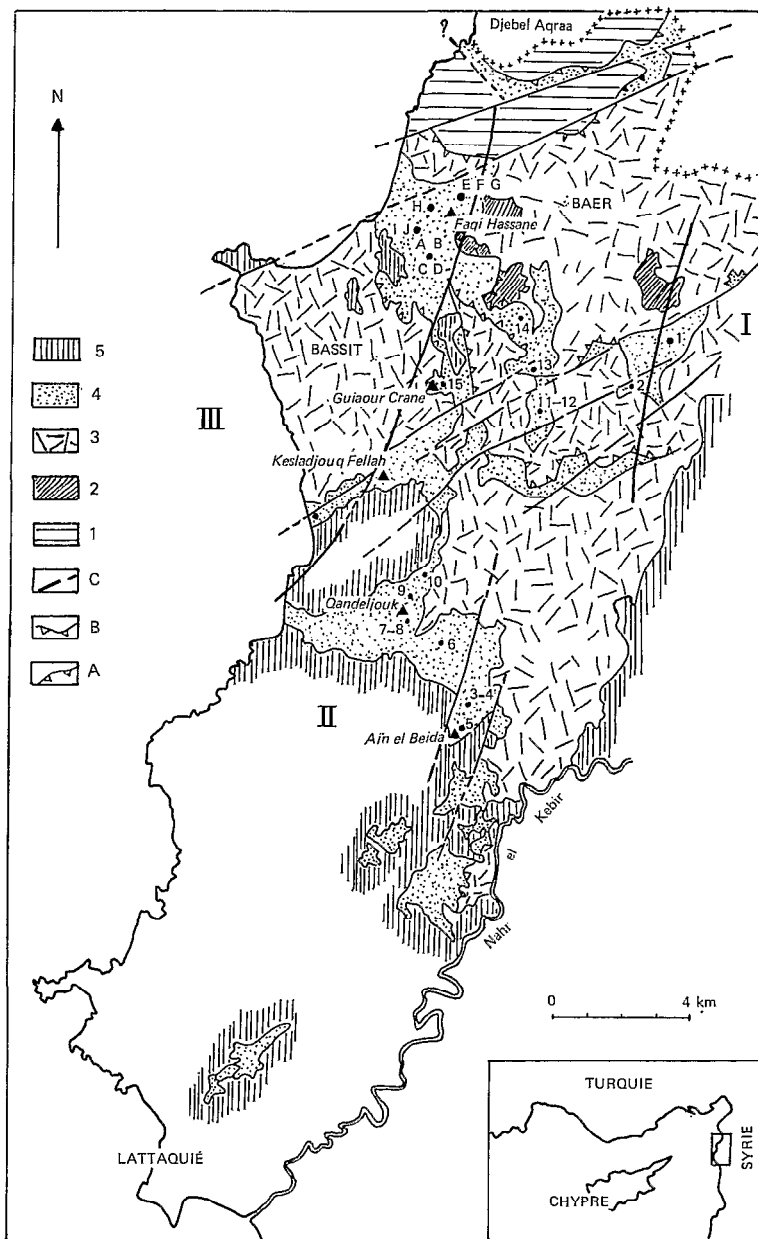 Djebel Aqraa
?
N
E F G
BAER
H
Faqi Hassane
I J
A B
C D
14
I
1
BASSIT
13
15
2
Guiaour Crane
11-12
III
Kesladjouq Fellah
5
4
3
2
1
C
B
A
10
9
Qandeljouk
7-8
6
3-4
II
5
Aïn el Beida
Nahr el Kebir
0 4 km
TURQUIE
SYRIE
CHYPRE
LATTAQUIÉ